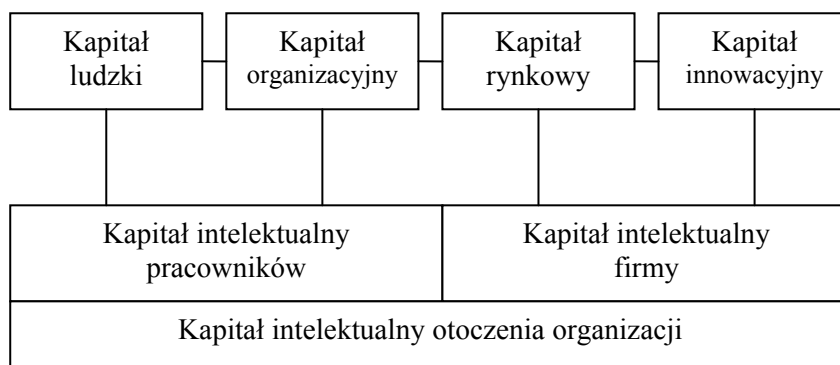 Kapitał
ludzki
Kapitał
organizacyjny
Kapitał
rynkowy
Kapitał
innowacyjny
Kapitał intelektualny
pracowników
Kapitał intelektualny
firmy
Kapitał intelektualny otoczenia organizacji